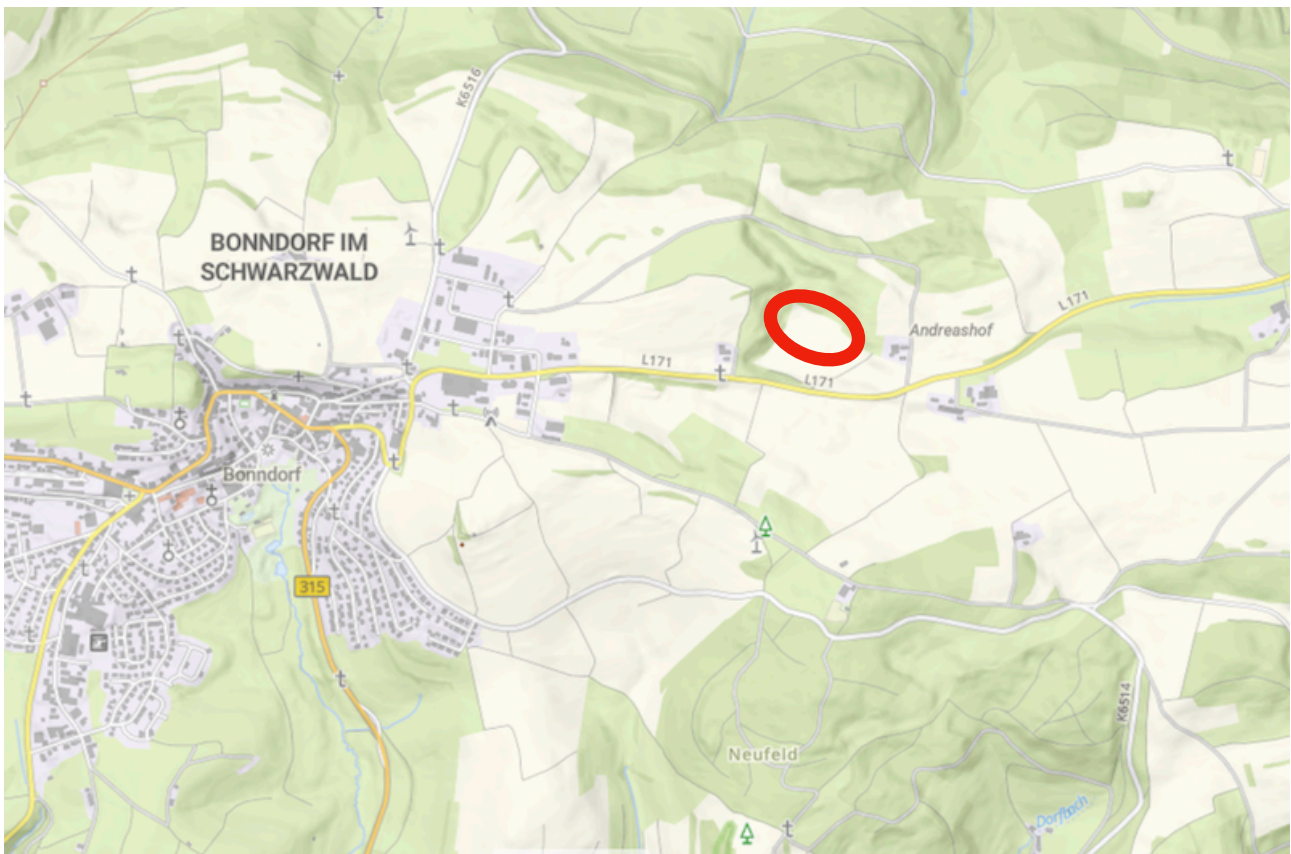 K6516
BONNDORF IM
SCHWARZWALD
L171
Andreashof
L171
L171
Bonndorf
315
K6514
Neufeld
Dorfbach